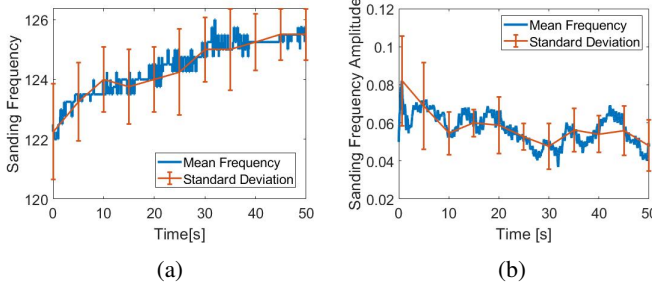 126
124
122
120
Sanding Frequency
Mean Frequency
Standard Deviation
0 10 20 30 40 50
Time[s]
(a)
0.12
0.1
0.08
0.06
0.04
0.02
Sanding Frequency Amplitude
Mean Frequency
Standard Deviation
0 10 20 30 40 50
Time [s]
(b)